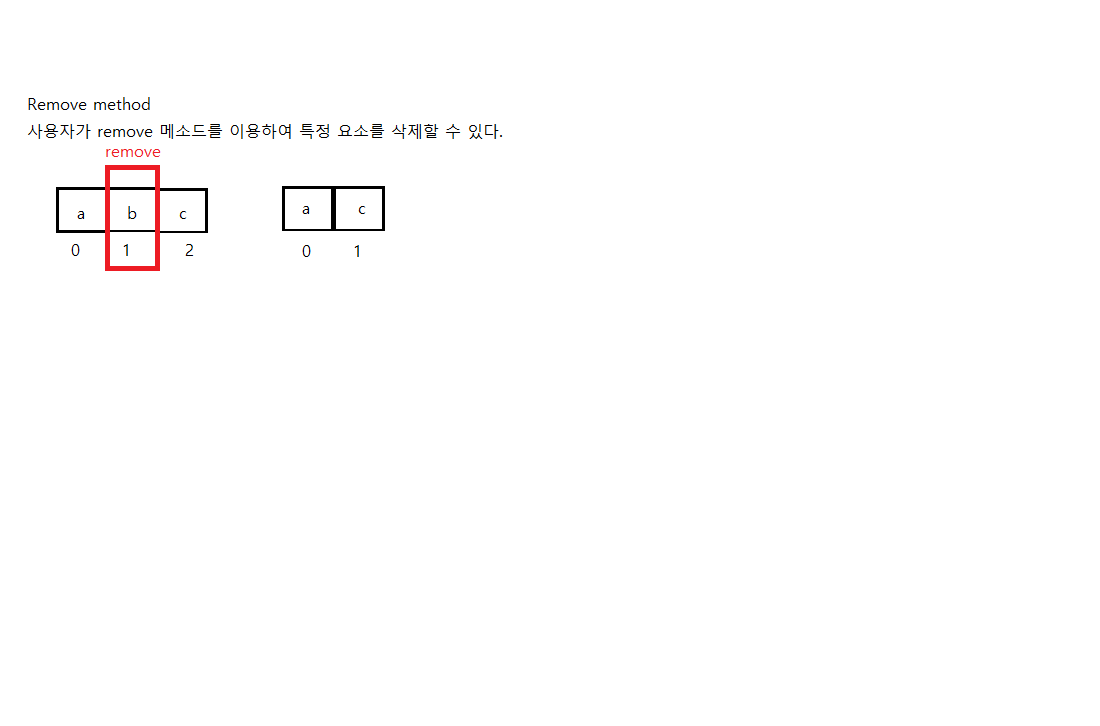 Remove method
사용자가 remove 메소드를 이용하여 특정 요소를 삭제할 수 있다.
remove
a b c
0 1 2
a c
0 1